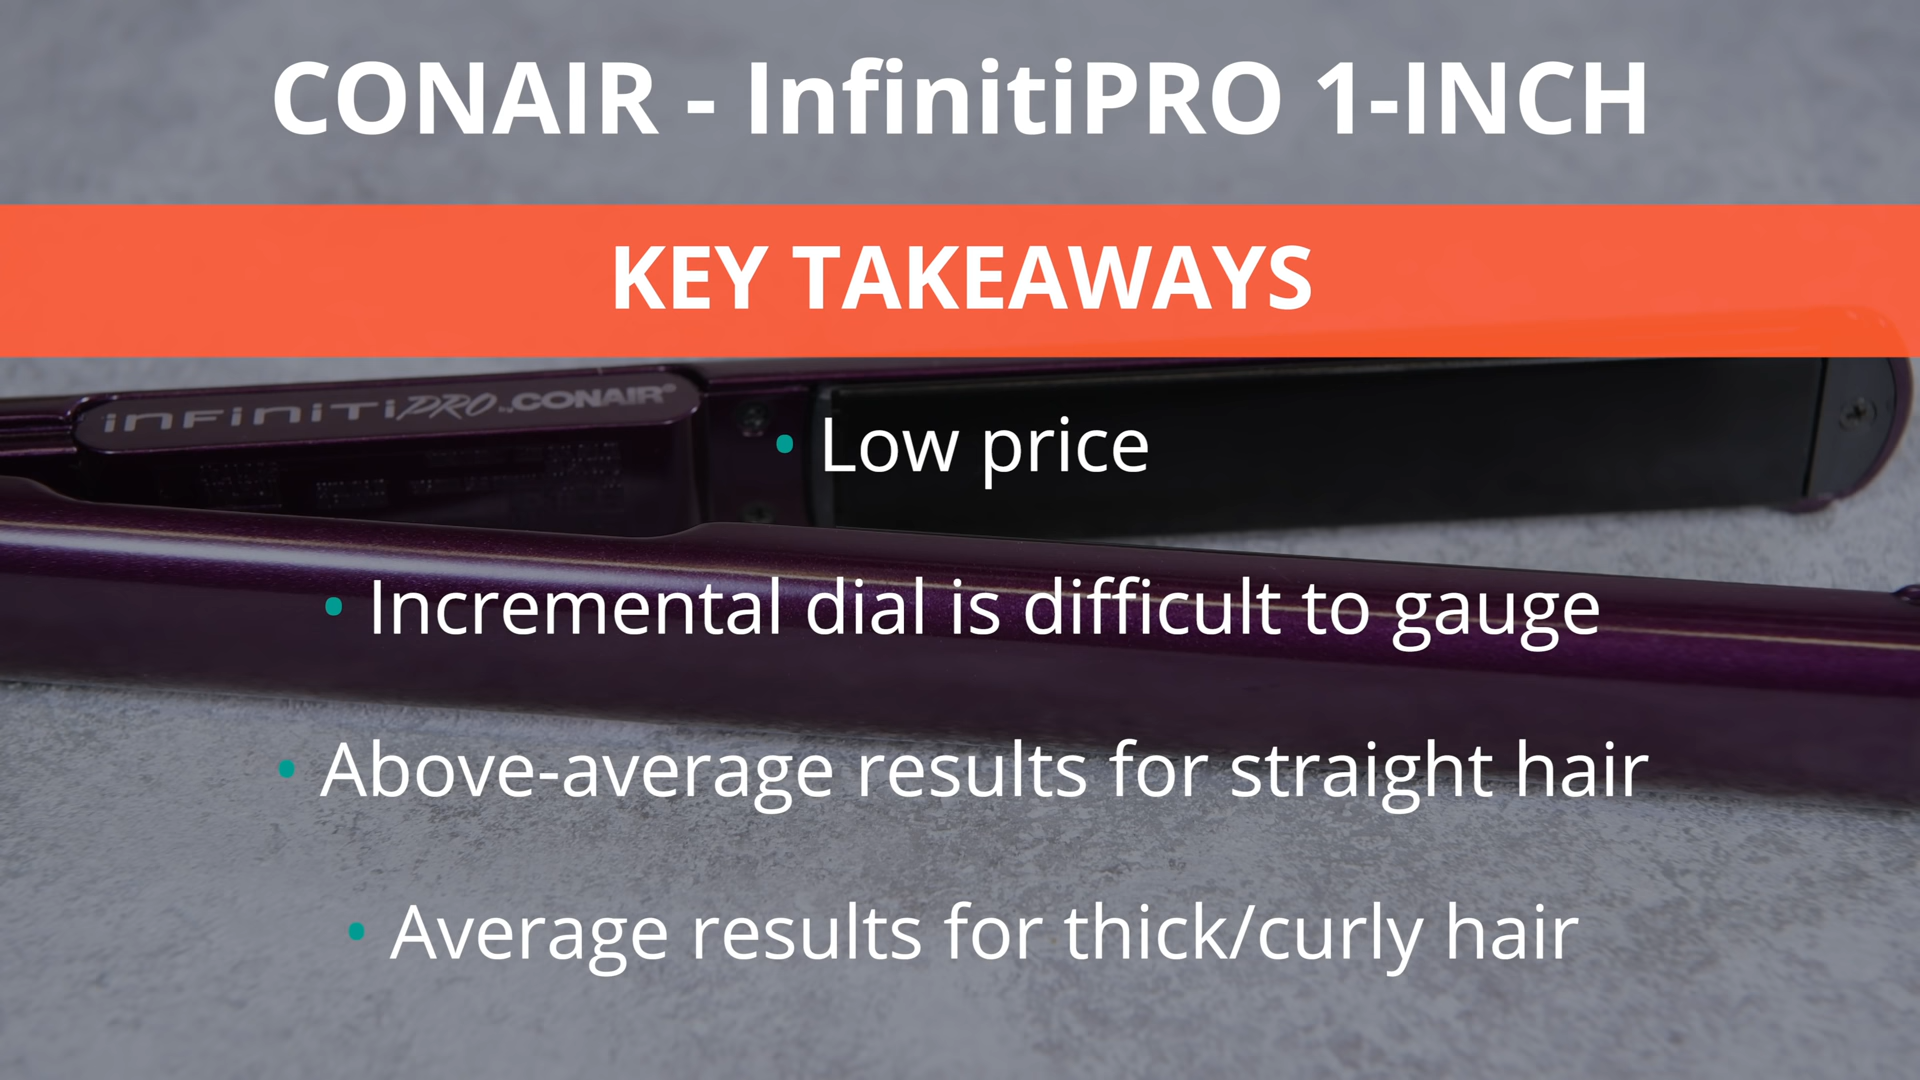 CONAIR - InfinitiPRO 1-INCH
KEY TAKEAWAYS
inFiniTiPRO by CONAIR®
• Low price
• Incremental dial is difficult to gauge
• Above-average results for straight hair
• Average results for thick/curly hair